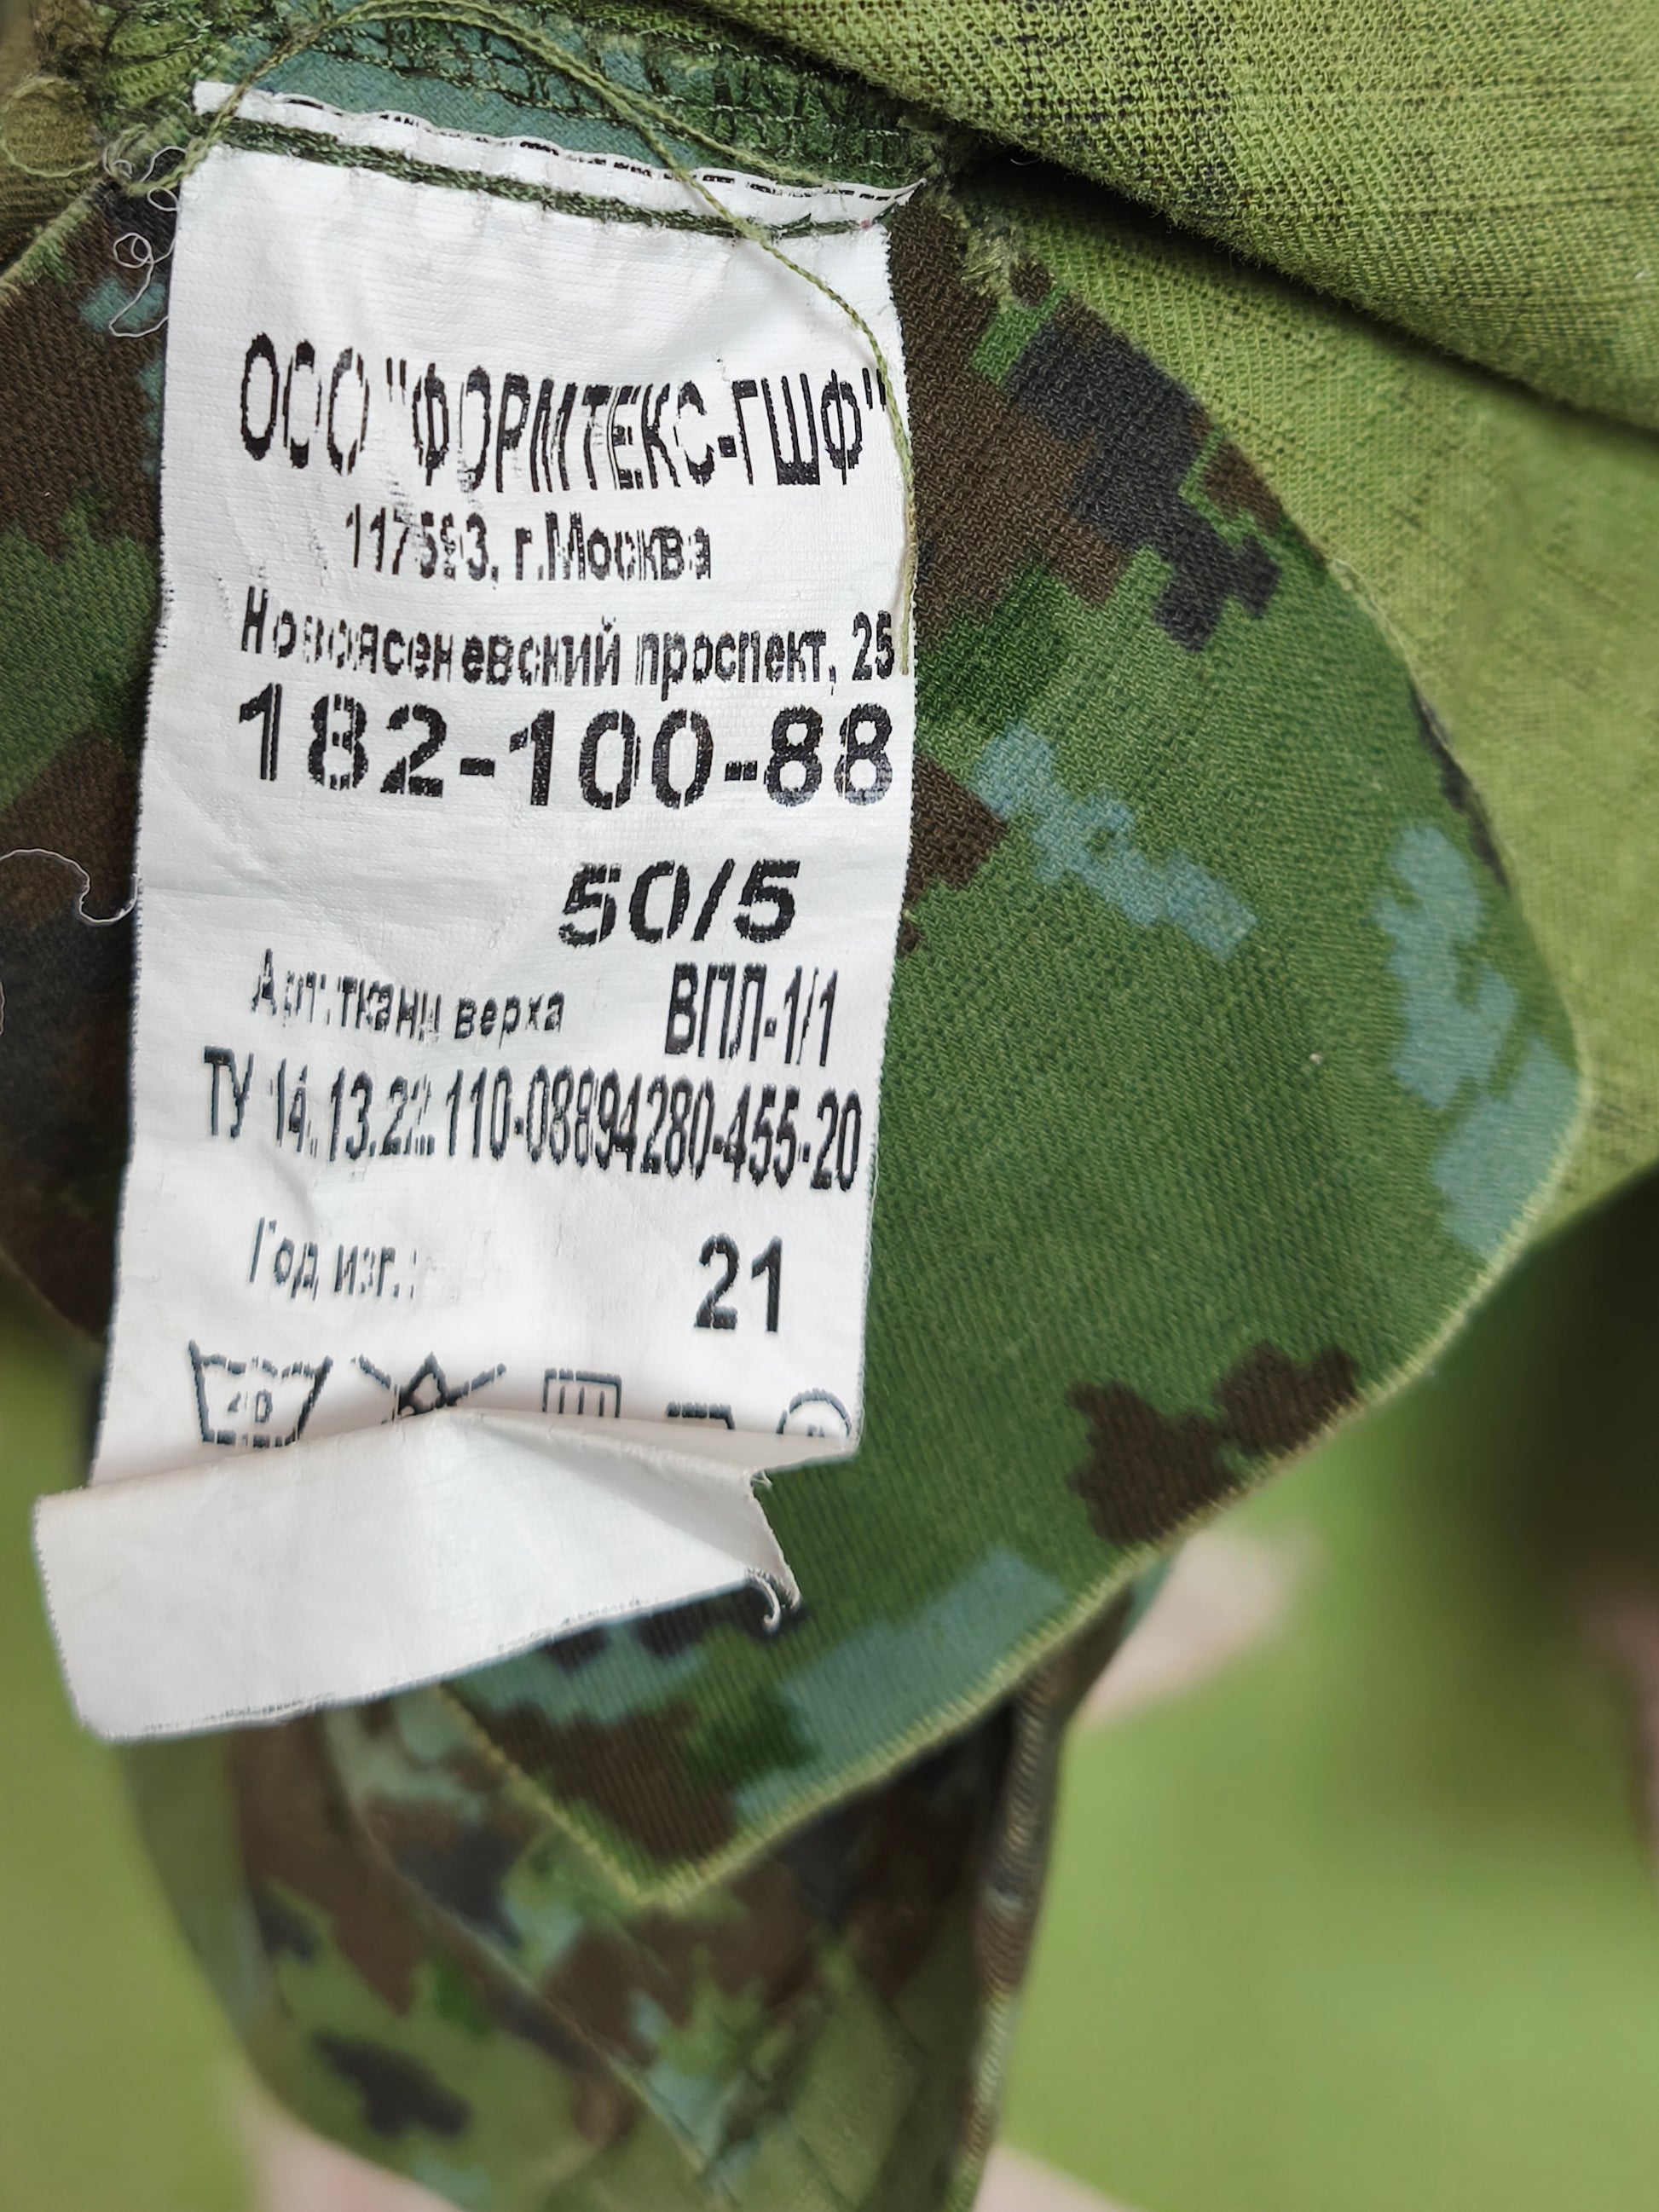 ООО "ФОРМТЕКС-ГШФ"
117593, г.Москва
Новоясеневский проспект, 25
182-100-88
50/5
Арт.ткани верха ВПЛ-1/1
ТУ 14.13.22.110-08894280-455-20
Год изг.: 21
40